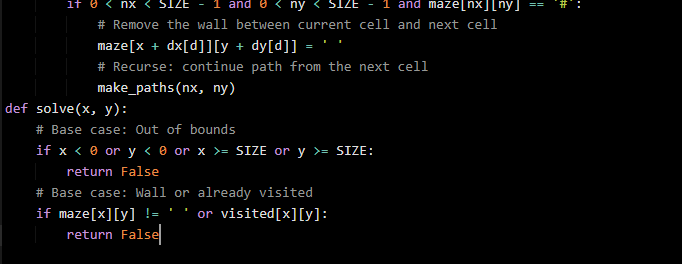 if 0 < nx < SIZE - 1 and 0 < ny < SIZE - 1 and maze[nx][ny] == '#':
# Remove the wall between current cell and next cell
maze[x + dx[d]][y + dy[d]] = ' '
# Recurse: continue path from the next cell
make_paths(nx, ny)
def solve(x, y):
# Base case: Out of bounds
if x < 0 or y < 0 or x >= SIZE or y >= SIZE:
return False
# Base case: Wall or already visited
if maze[x][y] != ' ' or visited[x][y]:
return False